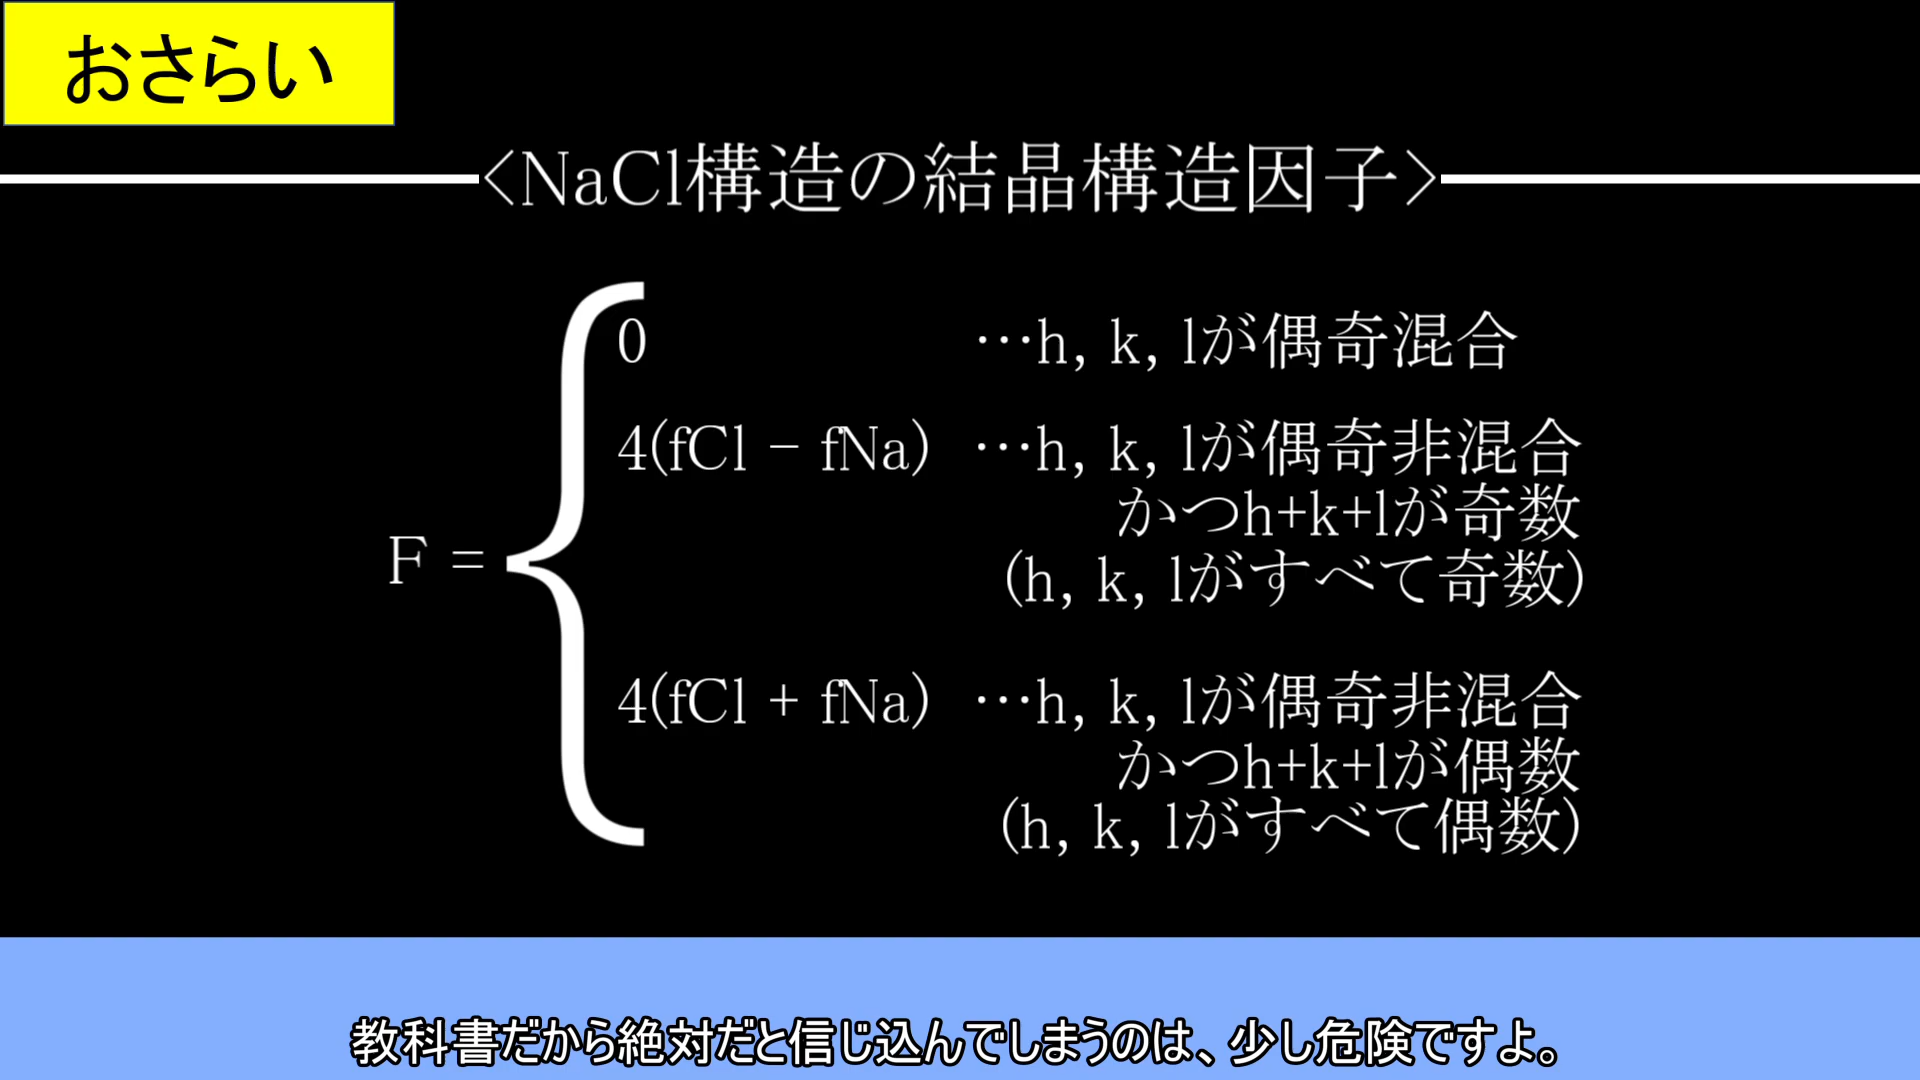 おさらい
<NaCl構造の結晶構造因子>
0 …h, k, lが偶奇混合
4(fCl − fNa) …h, k, lが偶奇非混合
かつh+k+lが奇数
(h, k, lがすべて奇数)
F =
4(fCl + fNa) …h, k, lが偶奇非混合
かつh+k+lが偶数
(h, k, lがすべて偶数)
教科書だから絶対だと信じ込んでしまうのは、少し危険ですよ。